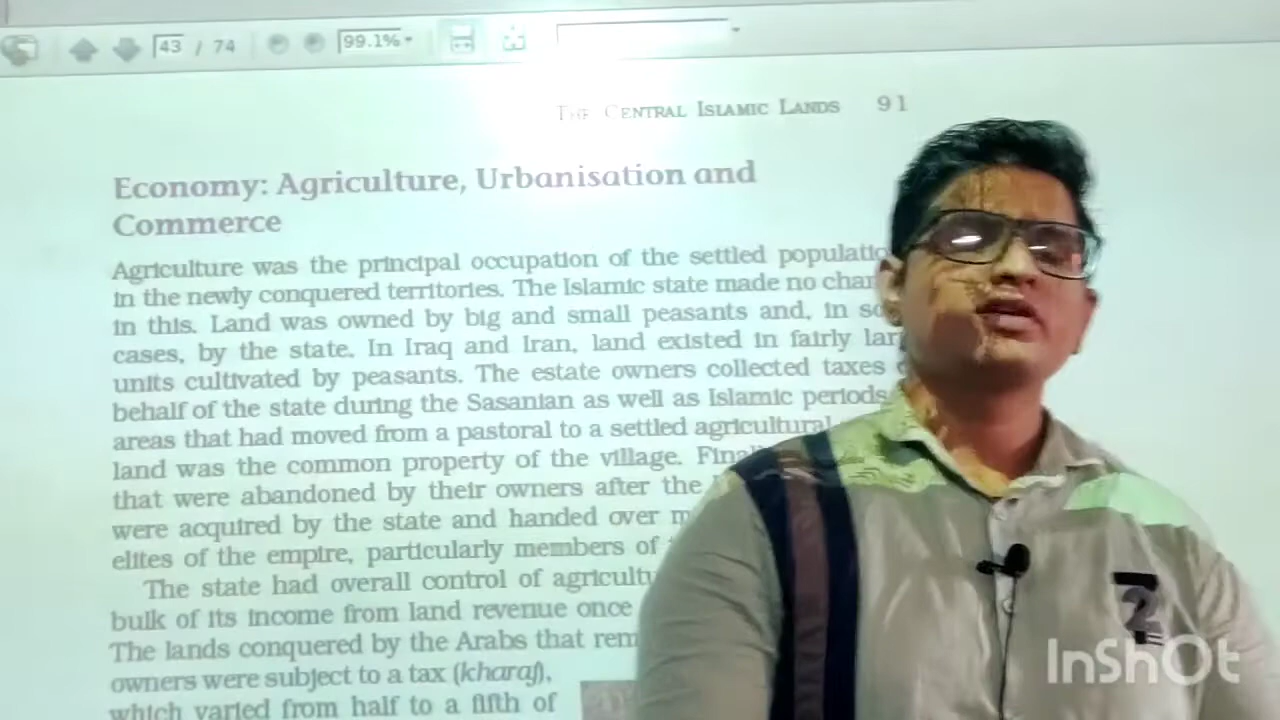 43 / 74
99.1%
THE CENTRAL ISLAMIC LANDS 91
Economy: Agriculture, Urbanisation and
Commerce
Agriculture was the principal occupation of the settled populatio
in the newly conquered territories. The Islamic state made no chan
in this. Land was owned by big and small peasants and, in so
cases, by the state. In Iraq and Iran, land existed in fairly lar
units cultivated by peasants. The estate owners collected taxes
behalf of the state during the Sasanian as well as Islamic periods
areas that had moved from a pastoral to a settled agricultural
land was the common property of the village. Final
that were abandoned by their owners after the
were acquired by the state and handed over m
elites of the empire, particularly members of
The state had overall control of agricultu
bulk of its income from land revenue once
The lands conquered by the Arabs that rem
owners were subject to a tax (kharaj),
which varied from half to a fifth of
2
InShOt